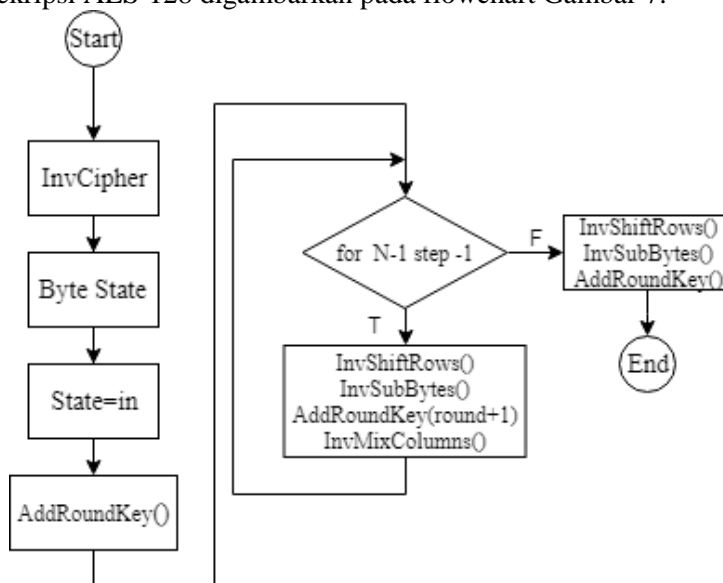 AES-128 digambarkan pada flowchart Gambar 7.
Start
InvCipher
Byte State
State=in
AddRoundKey()
for N-1 step -1
T
F
InvShiftRows()
InvSubBytes()
AddRoundKey(round+1)
InvMixColumns()
InvShiftRows()
InvSubBytes()
AddRoundKey()
End